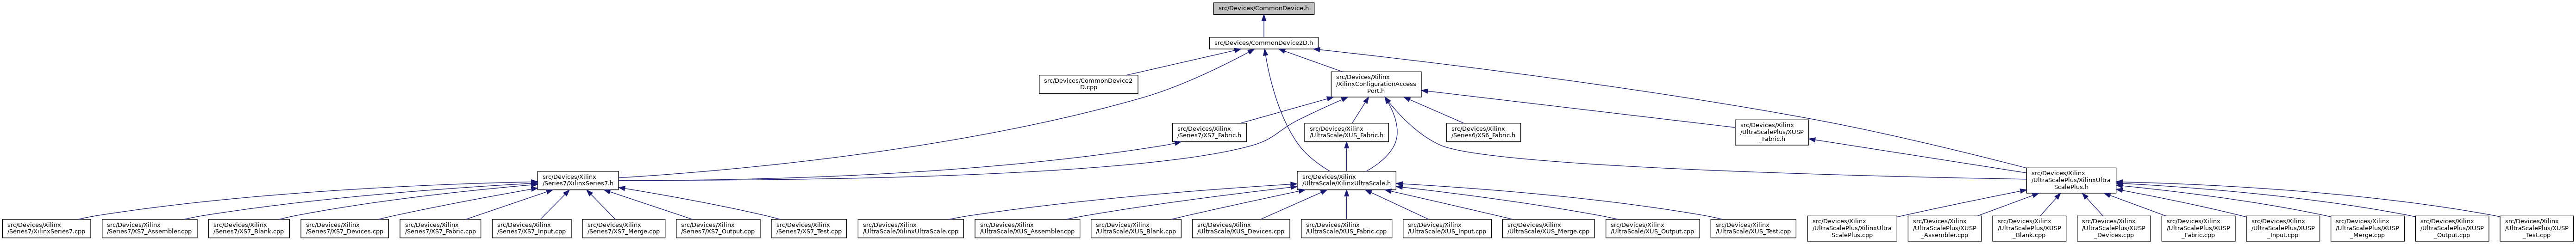 src/Devices/CommonDevice.h
src/Devices/CommonDevice2D.h
src/Devices/CommonDevice2
D.cpp
src/Devices/Xilinx
/XilinxConfigurationAccess
Port.h
src/Devices/Xilinx
/Series7/XS7_Fabric.h
src/Devices/Xilinx
/UltraScale/XUS_Fabric.h
src/Devices/Xilinx
/Series6/XS6_Fabric.h
src/Devices/Xilinx
/UltraScalePlus/XUSP
_Fabric.h
src/Devices/Xilinx
/Series7/XilinxSeries7.h
src/Devices/Xilinx
/UltraScale/XilinxUltraScale.h
src/Devices/Xilinx
/UltraScalePlus/XilinxUltra
ScalePlus.h
src/Devices/Xilinx
/Series7/XilinxSeries7.cpp
src/Devices/Xilinx
/Series7/XS7_Assembler.cpp
src/Devices/Xilinx
/Series7/XS7_Blank.cpp
src/Devices/Xilinx
/Series7/XS7_Devices.cpp
src/Devices/Xilinx
/Series7/XS7_Fabric.cpp
src/Devices/Xilinx
/Series7/XS7_Input.cpp
src/Devices/Xilinx
/Series7/XS7_Merge.cpp
src/Devices/Xilinx
/Series7/XS7_Output.cpp
src/Devices/Xilinx
/Series7/XS7_Test.cpp
src/Devices/Xilinx
/UltraScale/XilinxUltraScale.cpp
src/Devices/Xilinx
/UltraScale/XUS_Assembler.cpp
src/Devices/Xilinx
/UltraScale/XUS_Blank.cpp
src/Devices/Xilinx
/UltraScale/XUS_Devices.cpp
src/Devices/Xilinx
/UltraScale/XUS_Fabric.cpp
src/Devices/Xilinx
/UltraScale/XUS_Input.cpp
src/Devices/Xilinx
/UltraScale/XUS_Merge.cpp
src/Devices/Xilinx
/UltraScale/XUS_Output.cpp
src/Devices/Xilinx
/UltraScale/XUS_Test.cpp
src/Devices/Xilinx
/UltraScalePlus/XilinxUltra
ScalePlus.cpp
src/Devices/Xilinx
/UltraScalePlus/XUSP
_Assembler.cpp
src/Devices/Xilinx
/UltraScalePlus/XUSP
_Blank.cpp
src/Devices/Xilinx
/UltraScalePlus/XUSP
_Devices.cpp
src/Devices/Xilinx
/UltraScalePlus/XUSP
_Fabric.cpp
src/Devices/Xilinx
/UltraScalePlus/XUSP
_Input.cpp
src/Devices/Xilinx
/UltraScalePlus/XUSP
_Merge.cpp
src/Devices/Xilinx
/UltraScalePlus/XUSP
_Output.cpp
src/Devices/Xilinx
/UltraScalePlus/XUSP
_Test.cpp